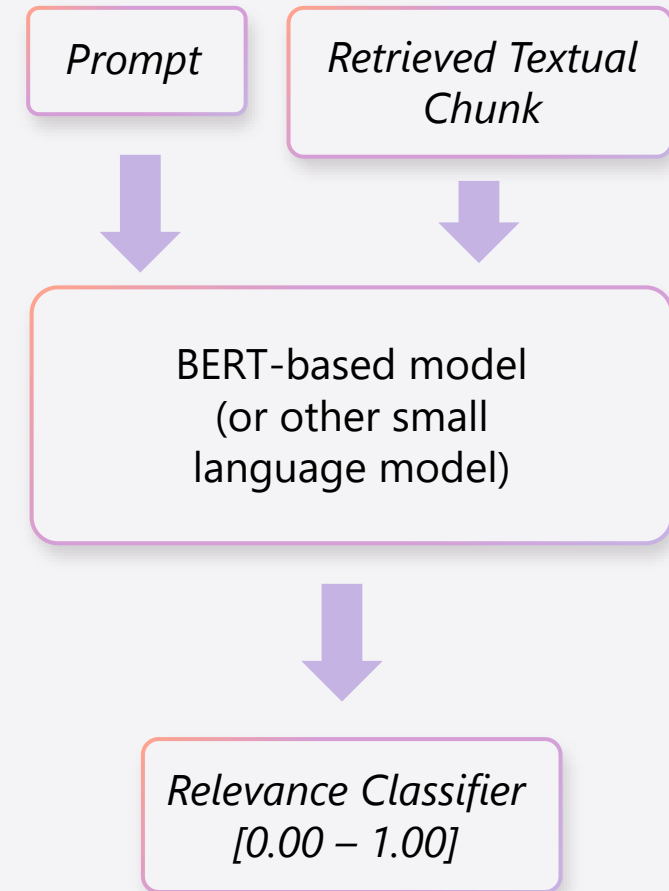 Prompt
Retrieved Textual
Chunk
BERT-based model
(or other small
language model)
Relevance Classifier
[0.00 – 1.00]